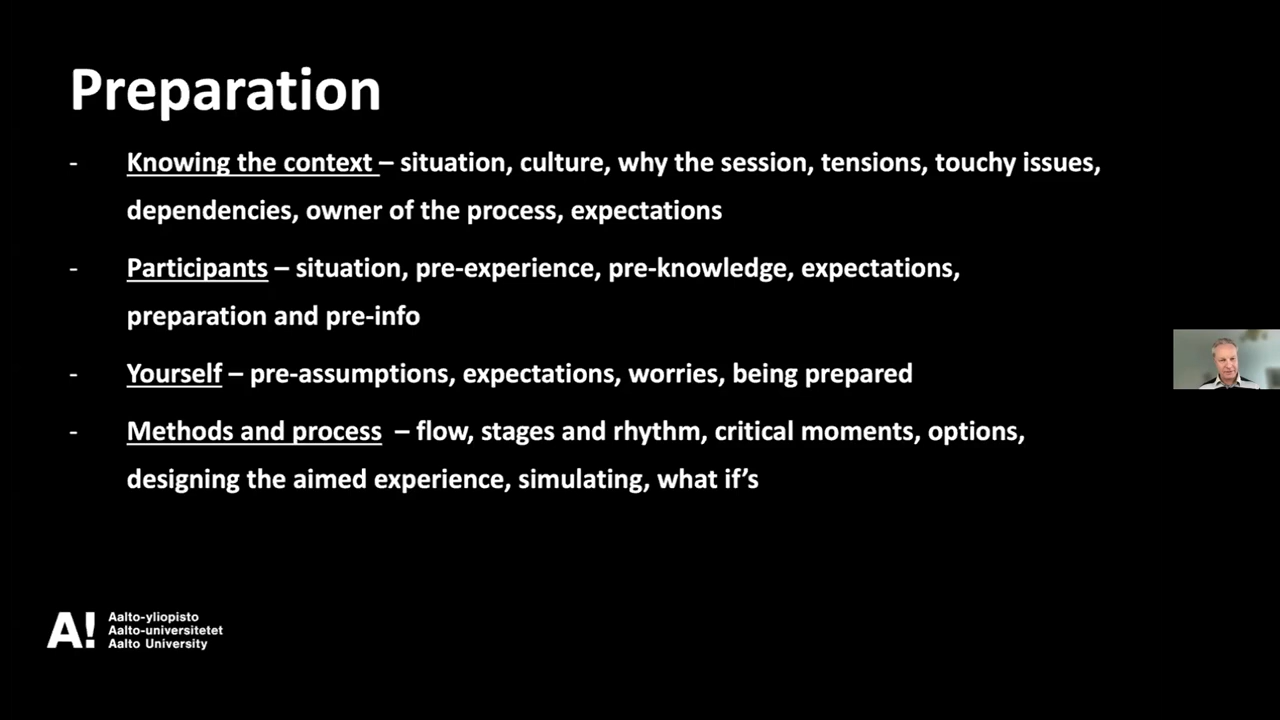 Preparation
- Knowing the context – situation, culture, why the session, tensions, touchy issues,
dependencies, owner of the process, expectations
- Participants – situation, pre-experience, pre-knowledge, expectations,
preparation and pre-info
- Yourself – pre-assumptions, expectations, worries, being prepared
- Methods and process – flow, stages and rhythm, critical moments, options,
designing the aimed experience, simulating, what if’s
A!
Aalto-yliopisto
Aalto-universitetet
Aalto University